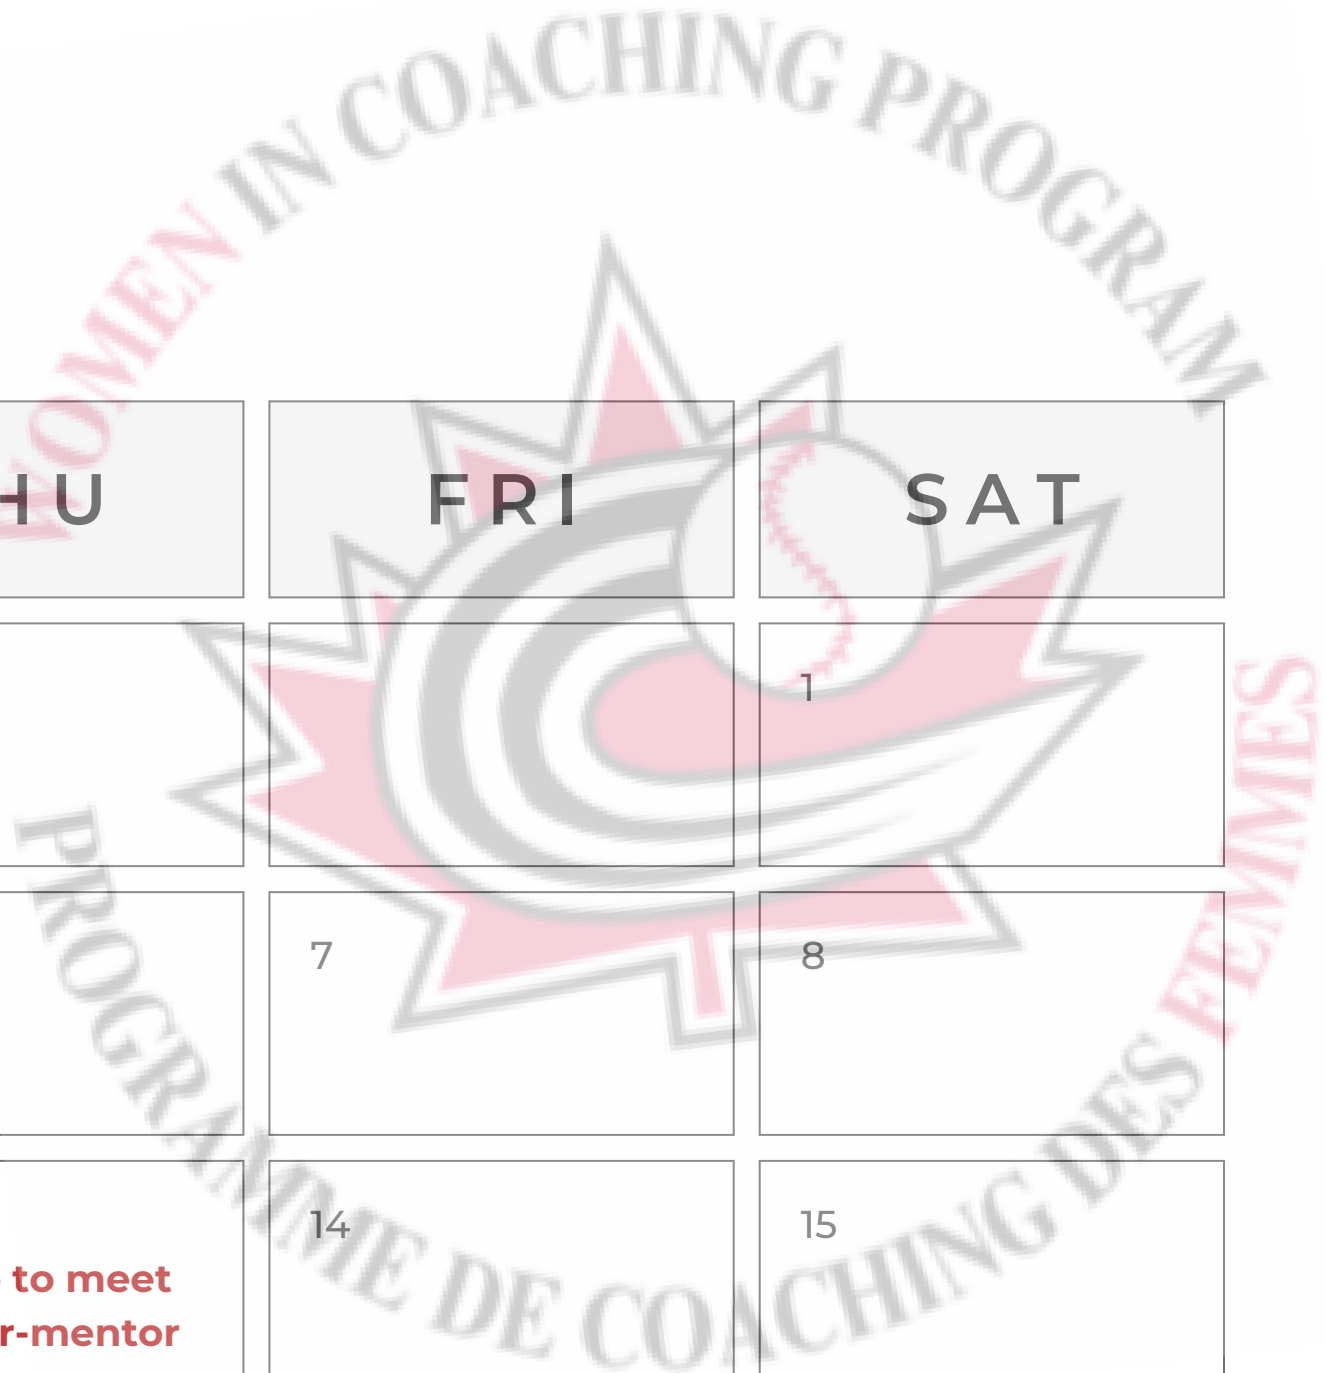 WOMEN IN COACHING PROGRAM
HU
FRI
SAT
1
7
8
14
15
to meet
r-mentor
PROGRAMME DE COACHING DES FEMMES